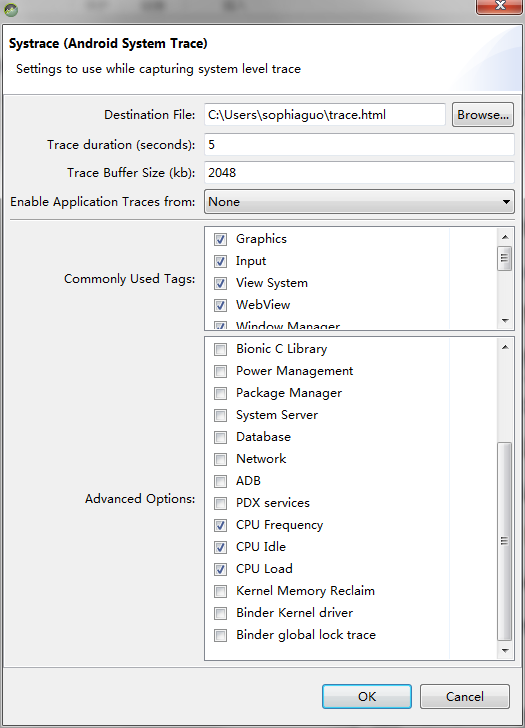 Systrace (Android System Trace)
Settings to use while capturing system level trace
Destination File: C:\Users\sophiaguo\trace.html Browse...
Trace duration (seconds): 5
Trace Buffer Size (kb): 2048
Enable Application Traces from: None
Commonly Used Tags:
Graphics
Input
View System
WebView
Window Manager
Advanced Options:
Bionic C Library
Power Management
Package Manager
System Server
Database
Network
ADB
PDX services
CPU Frequency
CPU Idle
CPU Load
Kernel Memory Reclaim
Binder Kernel driver
Binder global lock trace
OK Cancel